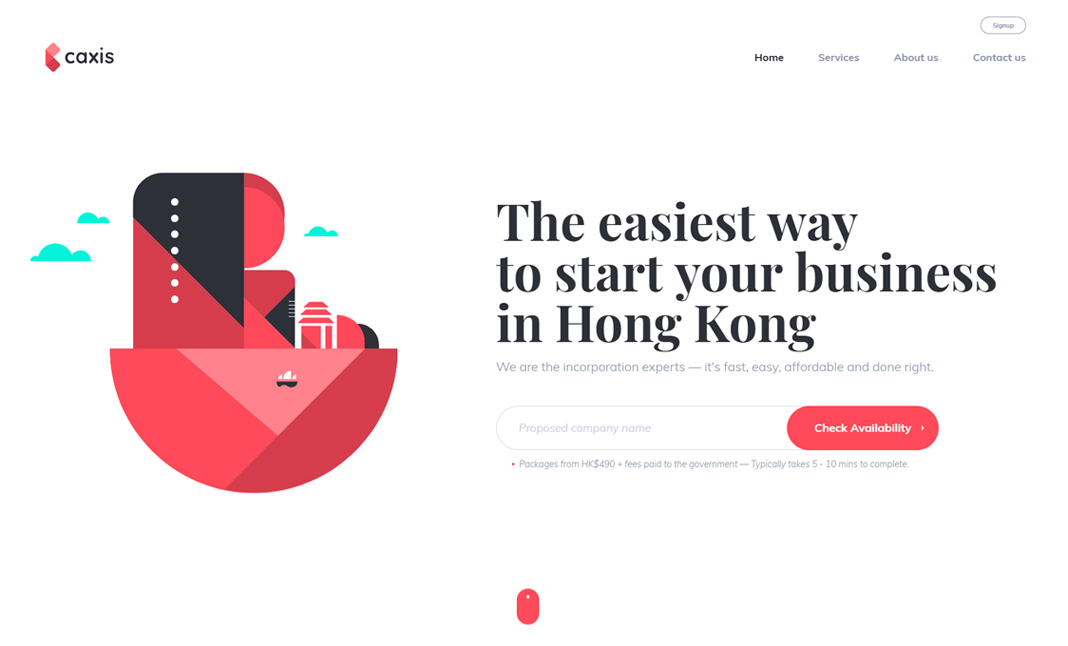 Signup
caxis
Home Services About us Contact us
The easiest way
to start your business
in Hong Kong
We are the incorporation experts — it's fast, easy, affordable and done right.
Proposed company name
Check Availability
Packages from HK$490 + fees paid to the government — Typically takes 5 - 10 mins to complete.